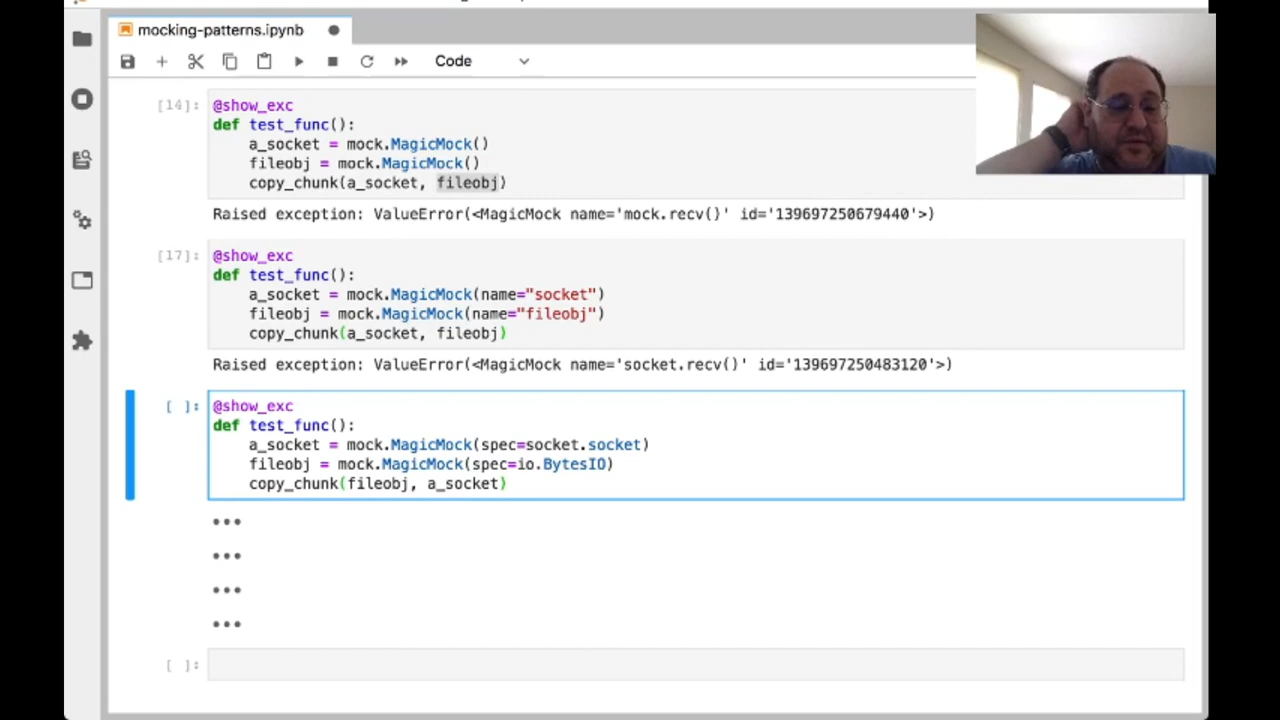 mocking-patterns.ipynb
Code
[14]:
@show_exc
def test_func():
    a_socket = mock.MagicMock()
    fileobj = mock.MagicMock()
    copy_chunk(a_socket, fileobj)
Raised exception: ValueError(<MagicMock name='mock.recv()' id='139697250679440'>)
[17]:
@show_exc
def test_func():
    a_socket = mock.MagicMock(name="socket")
    fileobj = mock.MagicMock(name="fileobj")
    copy_chunk(a_socket, fileobj)
Raised exception: ValueError(<MagicMock name='socket.recv()' id='139697250483120'>)
[ ]:
@show_exc
def test_func():
    a_socket = mock.MagicMock(spec=socket.socket)
    fileobj = mock.MagicMock(spec=io.BytesIO)
    copy_chunk(fileobj, a_socket)
[ ]: